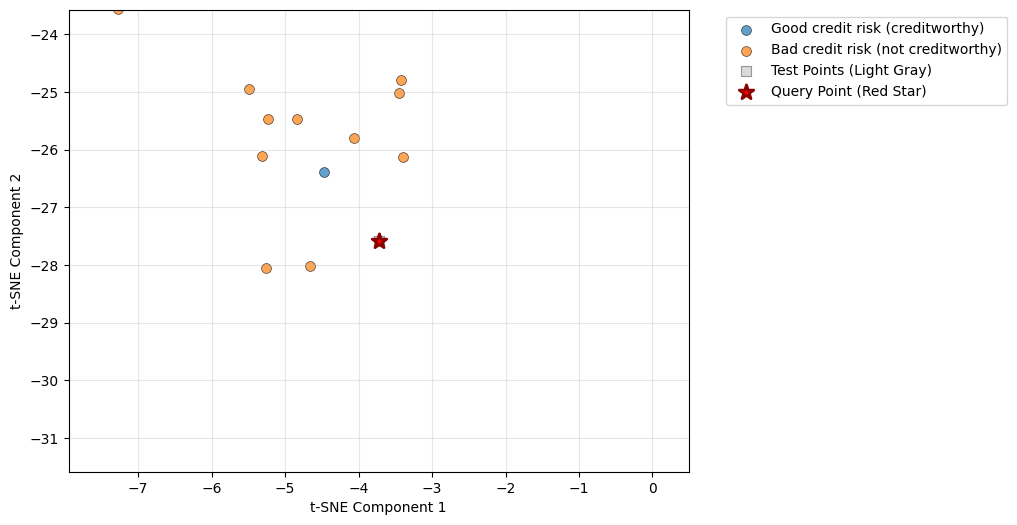 −24
−25
−26
−27
−28
−29
−30
−31
t-SNE Component 2
−7
−6
−5
−4
−3
−2
−1
0
t-SNE Component 1
Good credit risk (creditworthy)
Bad credit risk (not creditworthy)
Test Points (Light Gray)
Query Point (Red Star)